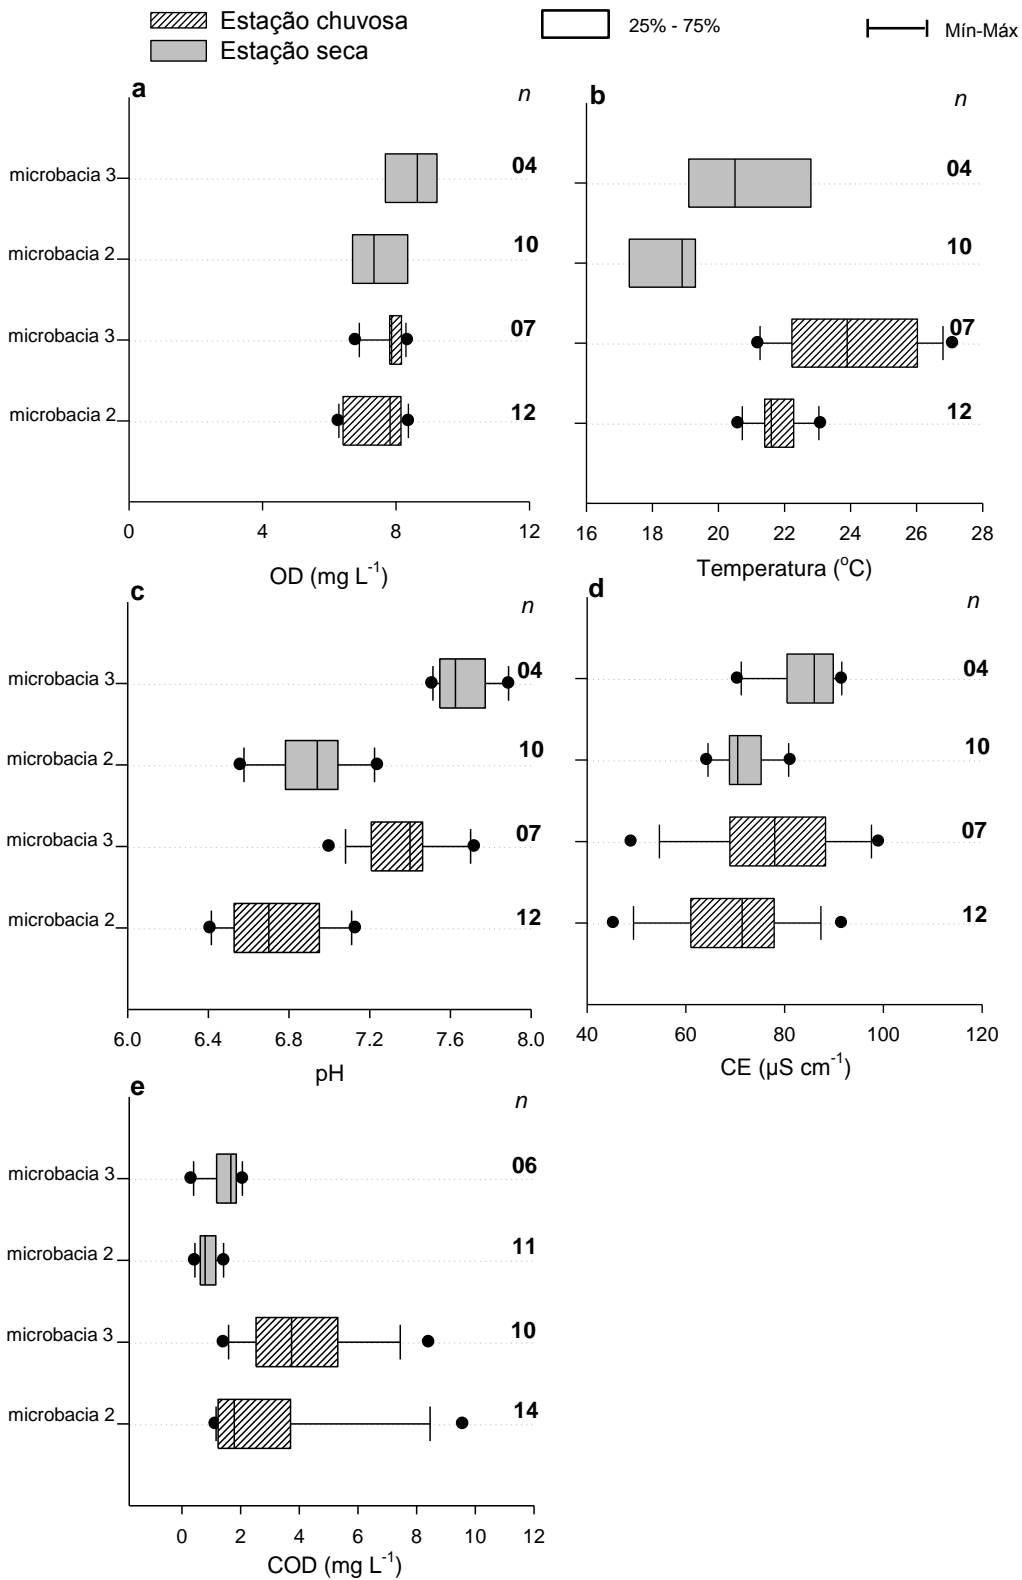 Estação chuvosa
Estação seca
25% - 75%
Mín-Máx
a
n
microbacia 3
04
microbacia 2
10
microbacia 3
07
microbacia 2
12
0 4 8 12
OD (mg L-1)
b
n
04
10
07
12
16 18 20 22 24 26 28
Temperatura (oC)
c
n
microbacia 3
04
microbacia 2
10
microbacia 3
07
microbacia 2
12
6.0 6.4 6.8 7.2 7.6 8.0
pH
d
n
04
10
07
12
40 60 80 100 120
CE (µS cm-1)
e
n
microbacia 3
06
microbacia 2
11
microbacia 3
10
microbacia 2
14
0 2 4 6 8 10 12
COD (mg L-1)